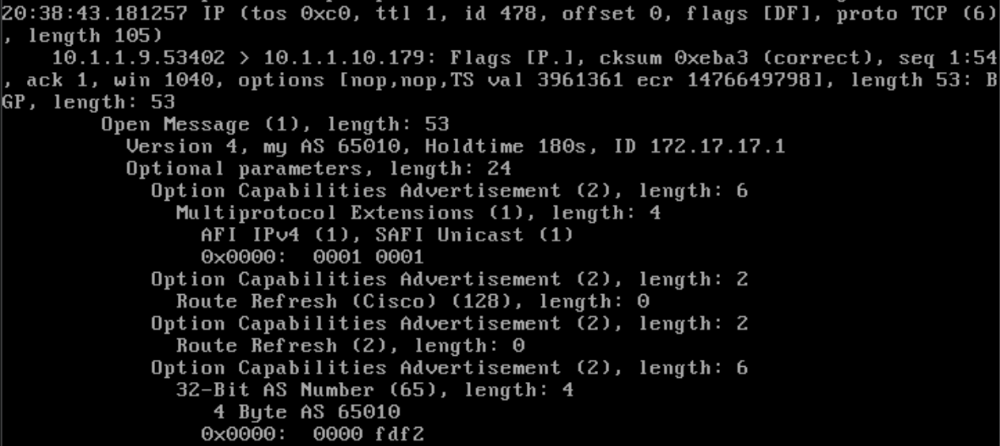 20:38:43.181257 IP (tos 0xc0, ttl 1, id 478, offset 0, flags [DF], proto TCP (6)
, length 105)
    10.1.1.9.53402 > 10.1.1.10.179: Flags [P.], cksum 0xeba3 (correct), seq 1:54
, ack 1, win 1040, options [nop,nop,TS val 3961361 ecr 1476649798], length 53: B
GP, length: 53
        Open Message (1), length: 53
          Version 4, my AS 65010, Holdtime 180s, ID 172.17.17.1
          Optional parameters, length: 24
            Option Capabilities Advertisement (2), length: 6
              Multiprotocol Extensions (1), length: 4
                AFI IPv4 (1), SAFI Unicast (1)
                0x0000:  0001 0001
            Option Capabilities Advertisement (2), length: 2
              Route Refresh (Cisco) (128), length: 0
            Option Capabilities Advertisement (2), length: 2
              Route Refresh (2), length: 0
            Option Capabilities Advertisement (2), length: 6
              32-Bit AS Number (65), length: 4
                 4 Byte AS 65010
                0x0000:  0000 fdf2